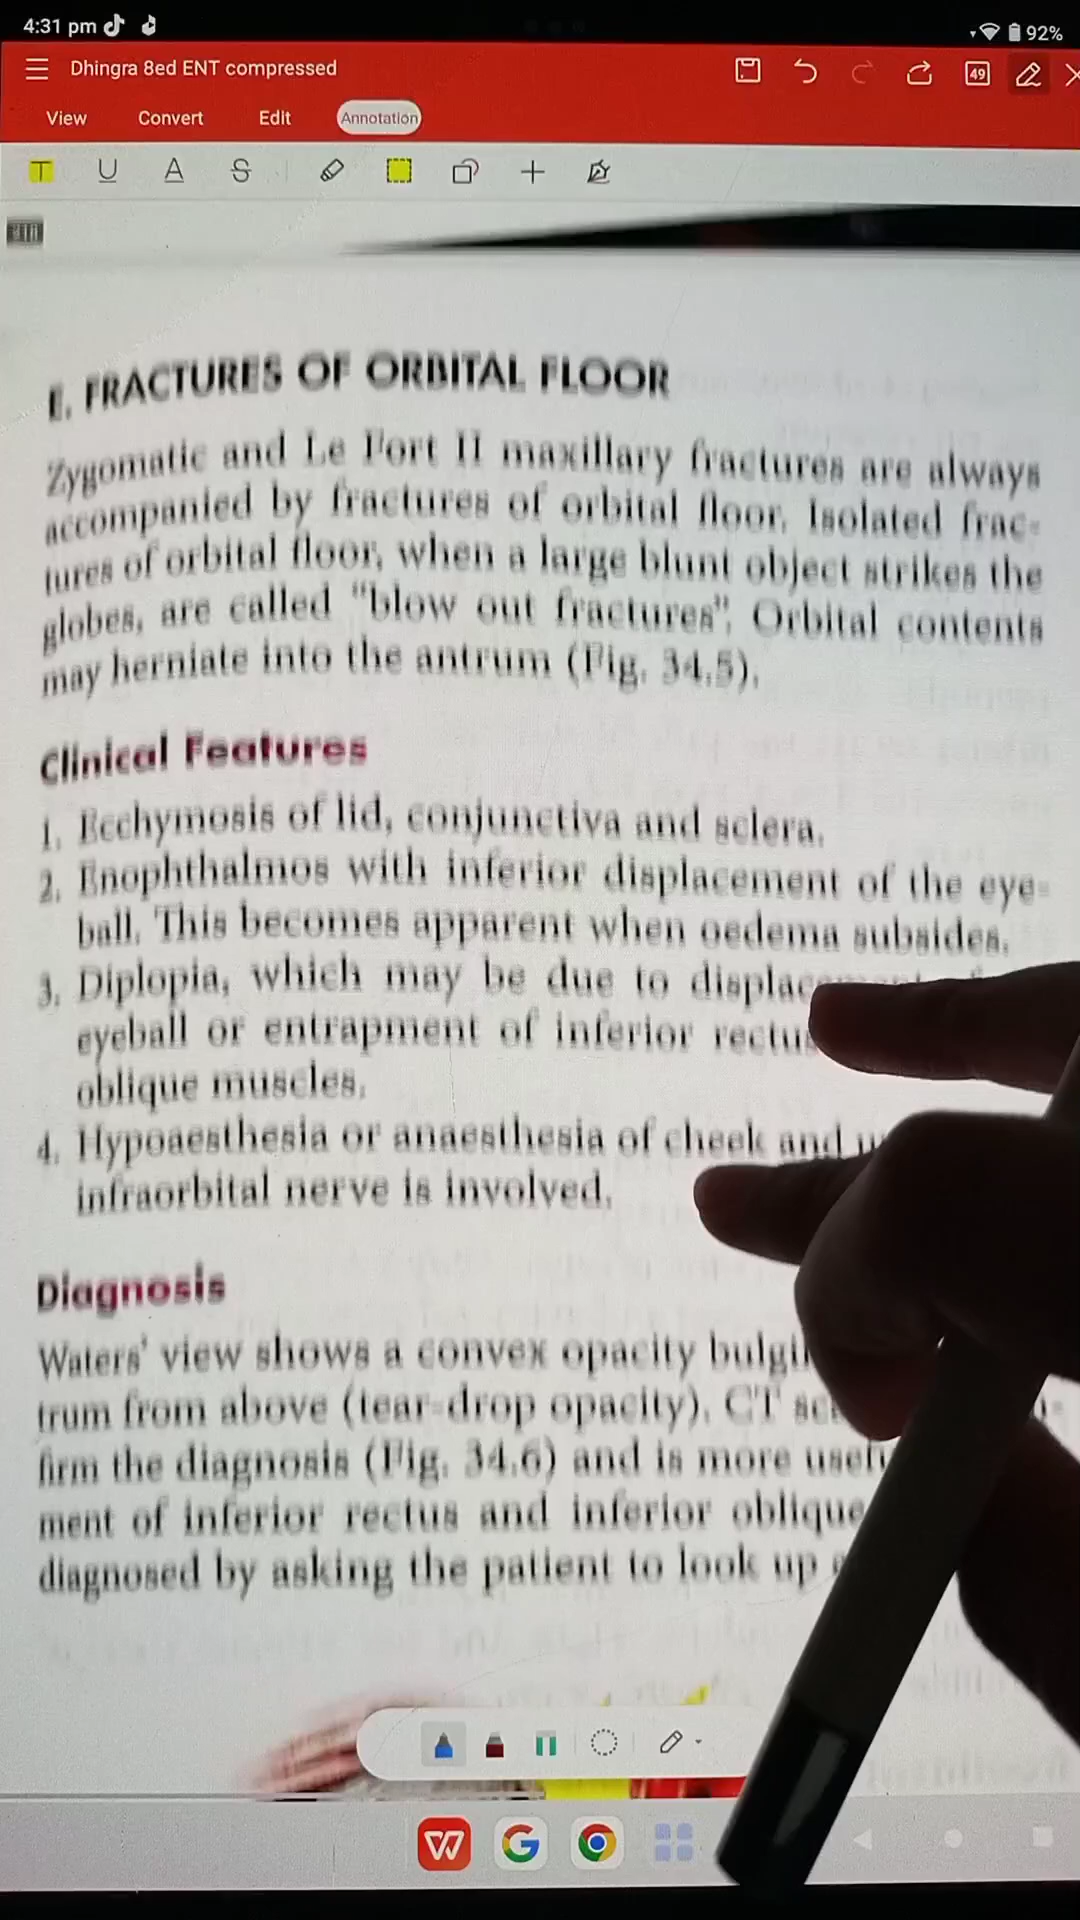 4:31 pm
92%
Dhingra 8ed ENT compressed
49
View Convert Edit Annotation
T U A S
E. FRACTURES OF ORBITAL FLOOR
Zygomatic and Le Fort II maxillary fractures are always
accompanied by fractures of orbital floor. Isolated frac-
tures of orbital floor, when a large blunt object strikes the
globes, are called "blow out fractures". Orbital contents
may herniate into the antrum (Fig. 34.5).
Clinical Features
1. Ecchymosis of lid, conjunctiva and sclera.
2. Enophthalmos with inferior displacement of the eye-
ball. This becomes apparent when oedema subsides.
3. Diplopia, which may be due to
eyeball or entrapment of inferior rectus
oblique muscles.
4. Hypoaesthesia or anaesthesia of cheek and
infraorbital nerve is involved.
Diagnosis
Waters' view shows a convex opacity
trum from above (tear-drop opacity). CT
firm the diagnosis (Fig. 34.6) and is more
ment of inferior rectus and inferior oblique
diagnosed by asking the patient to look up